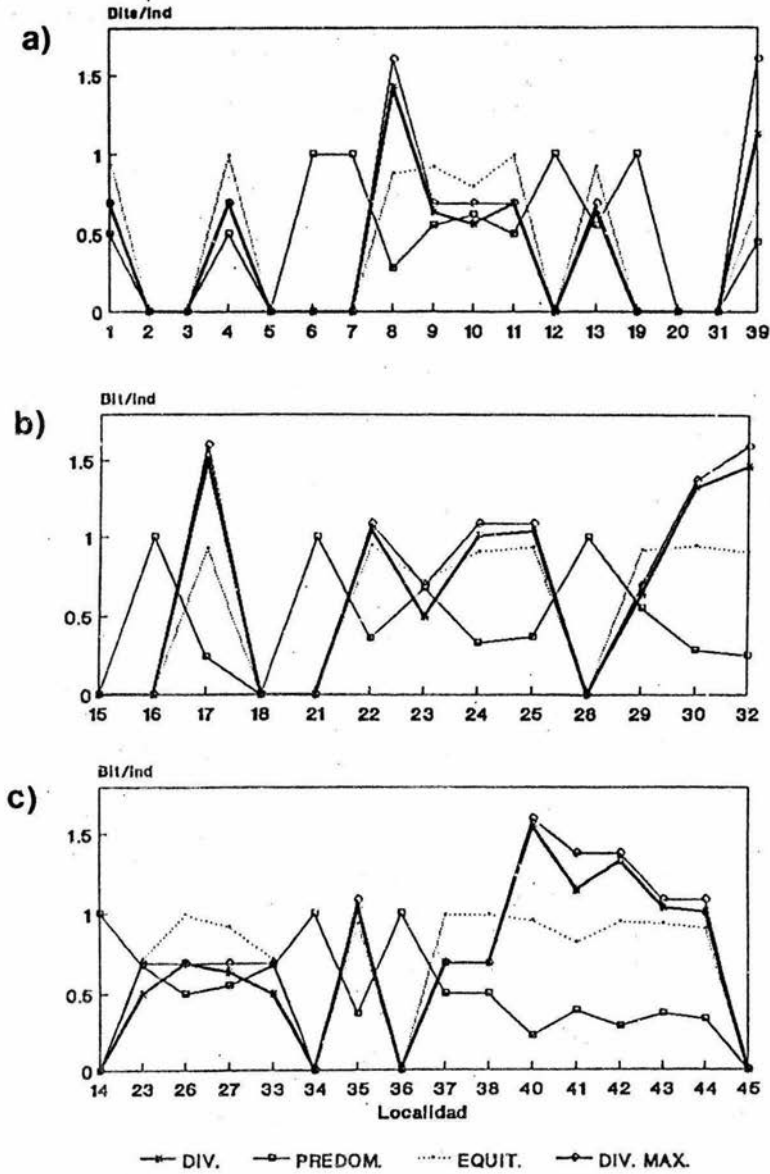 Bits/Ind
a)
1.5
1
0.5
0
1 2 3 4 5 6 7 8 9 10 11 12 13 19 20 31 39
Bit/Ind
b)
1.5
1
0.5
0
15 16 17 18 21 22 23 24 25 28 29 30 32
Bit/Ind
c)
1.5
1
0.5
0
14 23 26 27 33 34 35 36 37 38 40 41 42 43 44 45
Localidad
DIV. PREDOM. EQUIT. DIV. MAX.